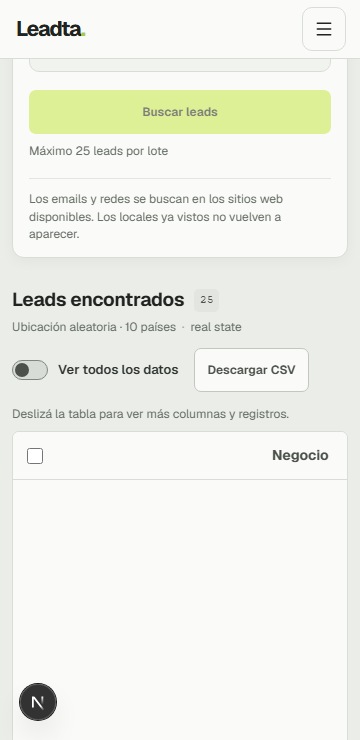 Leadta.
Buscar leads
Máximo 25 leads por lote
Los emails y redes se buscan en los sitios web
disponibles. Los locales ya vistos no vuelven a
aparecer.
Leads encontrados 25
Ubicación aleatoria · 10 países · real state
Ver todos los datos Descargar CSV
Deslizá la tabla para ver más columnas y registros.
Negocio
N